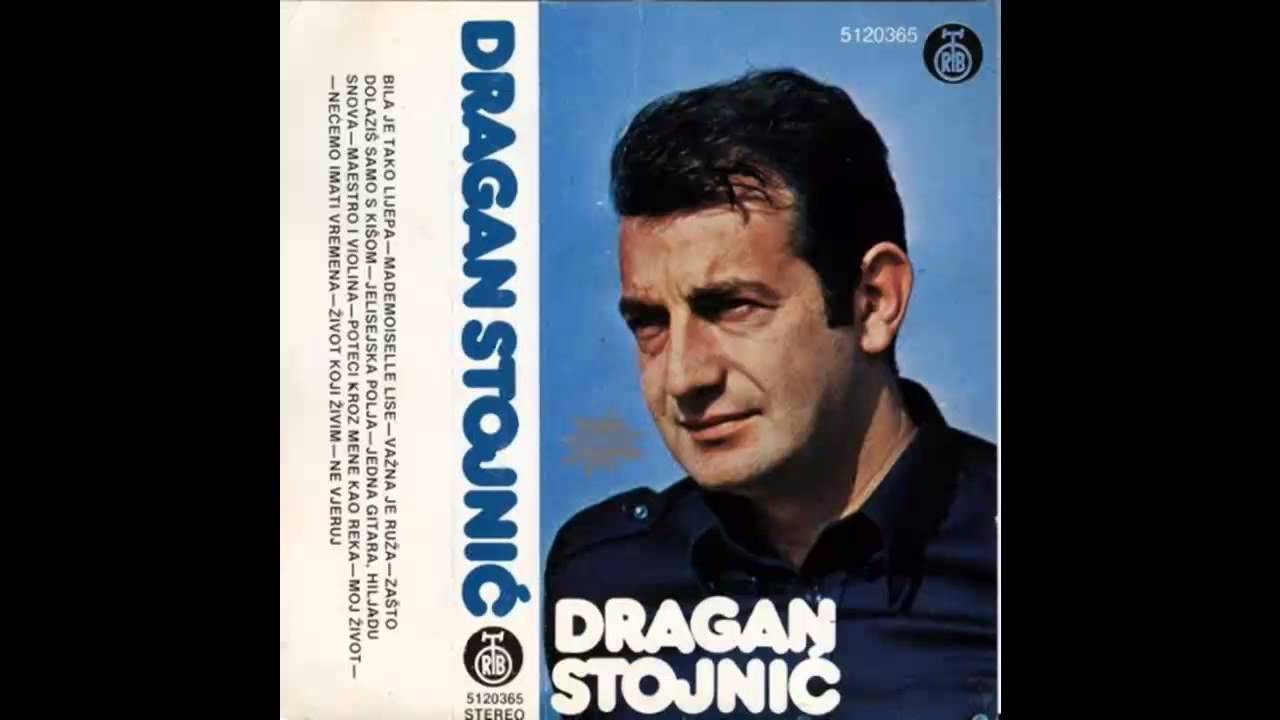 BILA JE TAKO LIJEPA—MADEMOISELLE LISE—VAŽNA JE RUŽA—ZAŠTO
DOLAZIŠ SAMO S KIŠOM—JELISEJSKA POLJA—JEDNA GITARA, HILJADU
SNOVA—MAESTRO I VIOLINA—POTECI KROZ MENE KAO REKA—MOJ ŽIVOT—
—NEĆEMO IMATI VREMENA—ŽIVOT KOJI ŽIVIM—NE VJERUJ
DRAGAN STOJNIĆ
RTB
5120365
STEREO
5120365
RTB
DRAGAN
STOJNIĆ